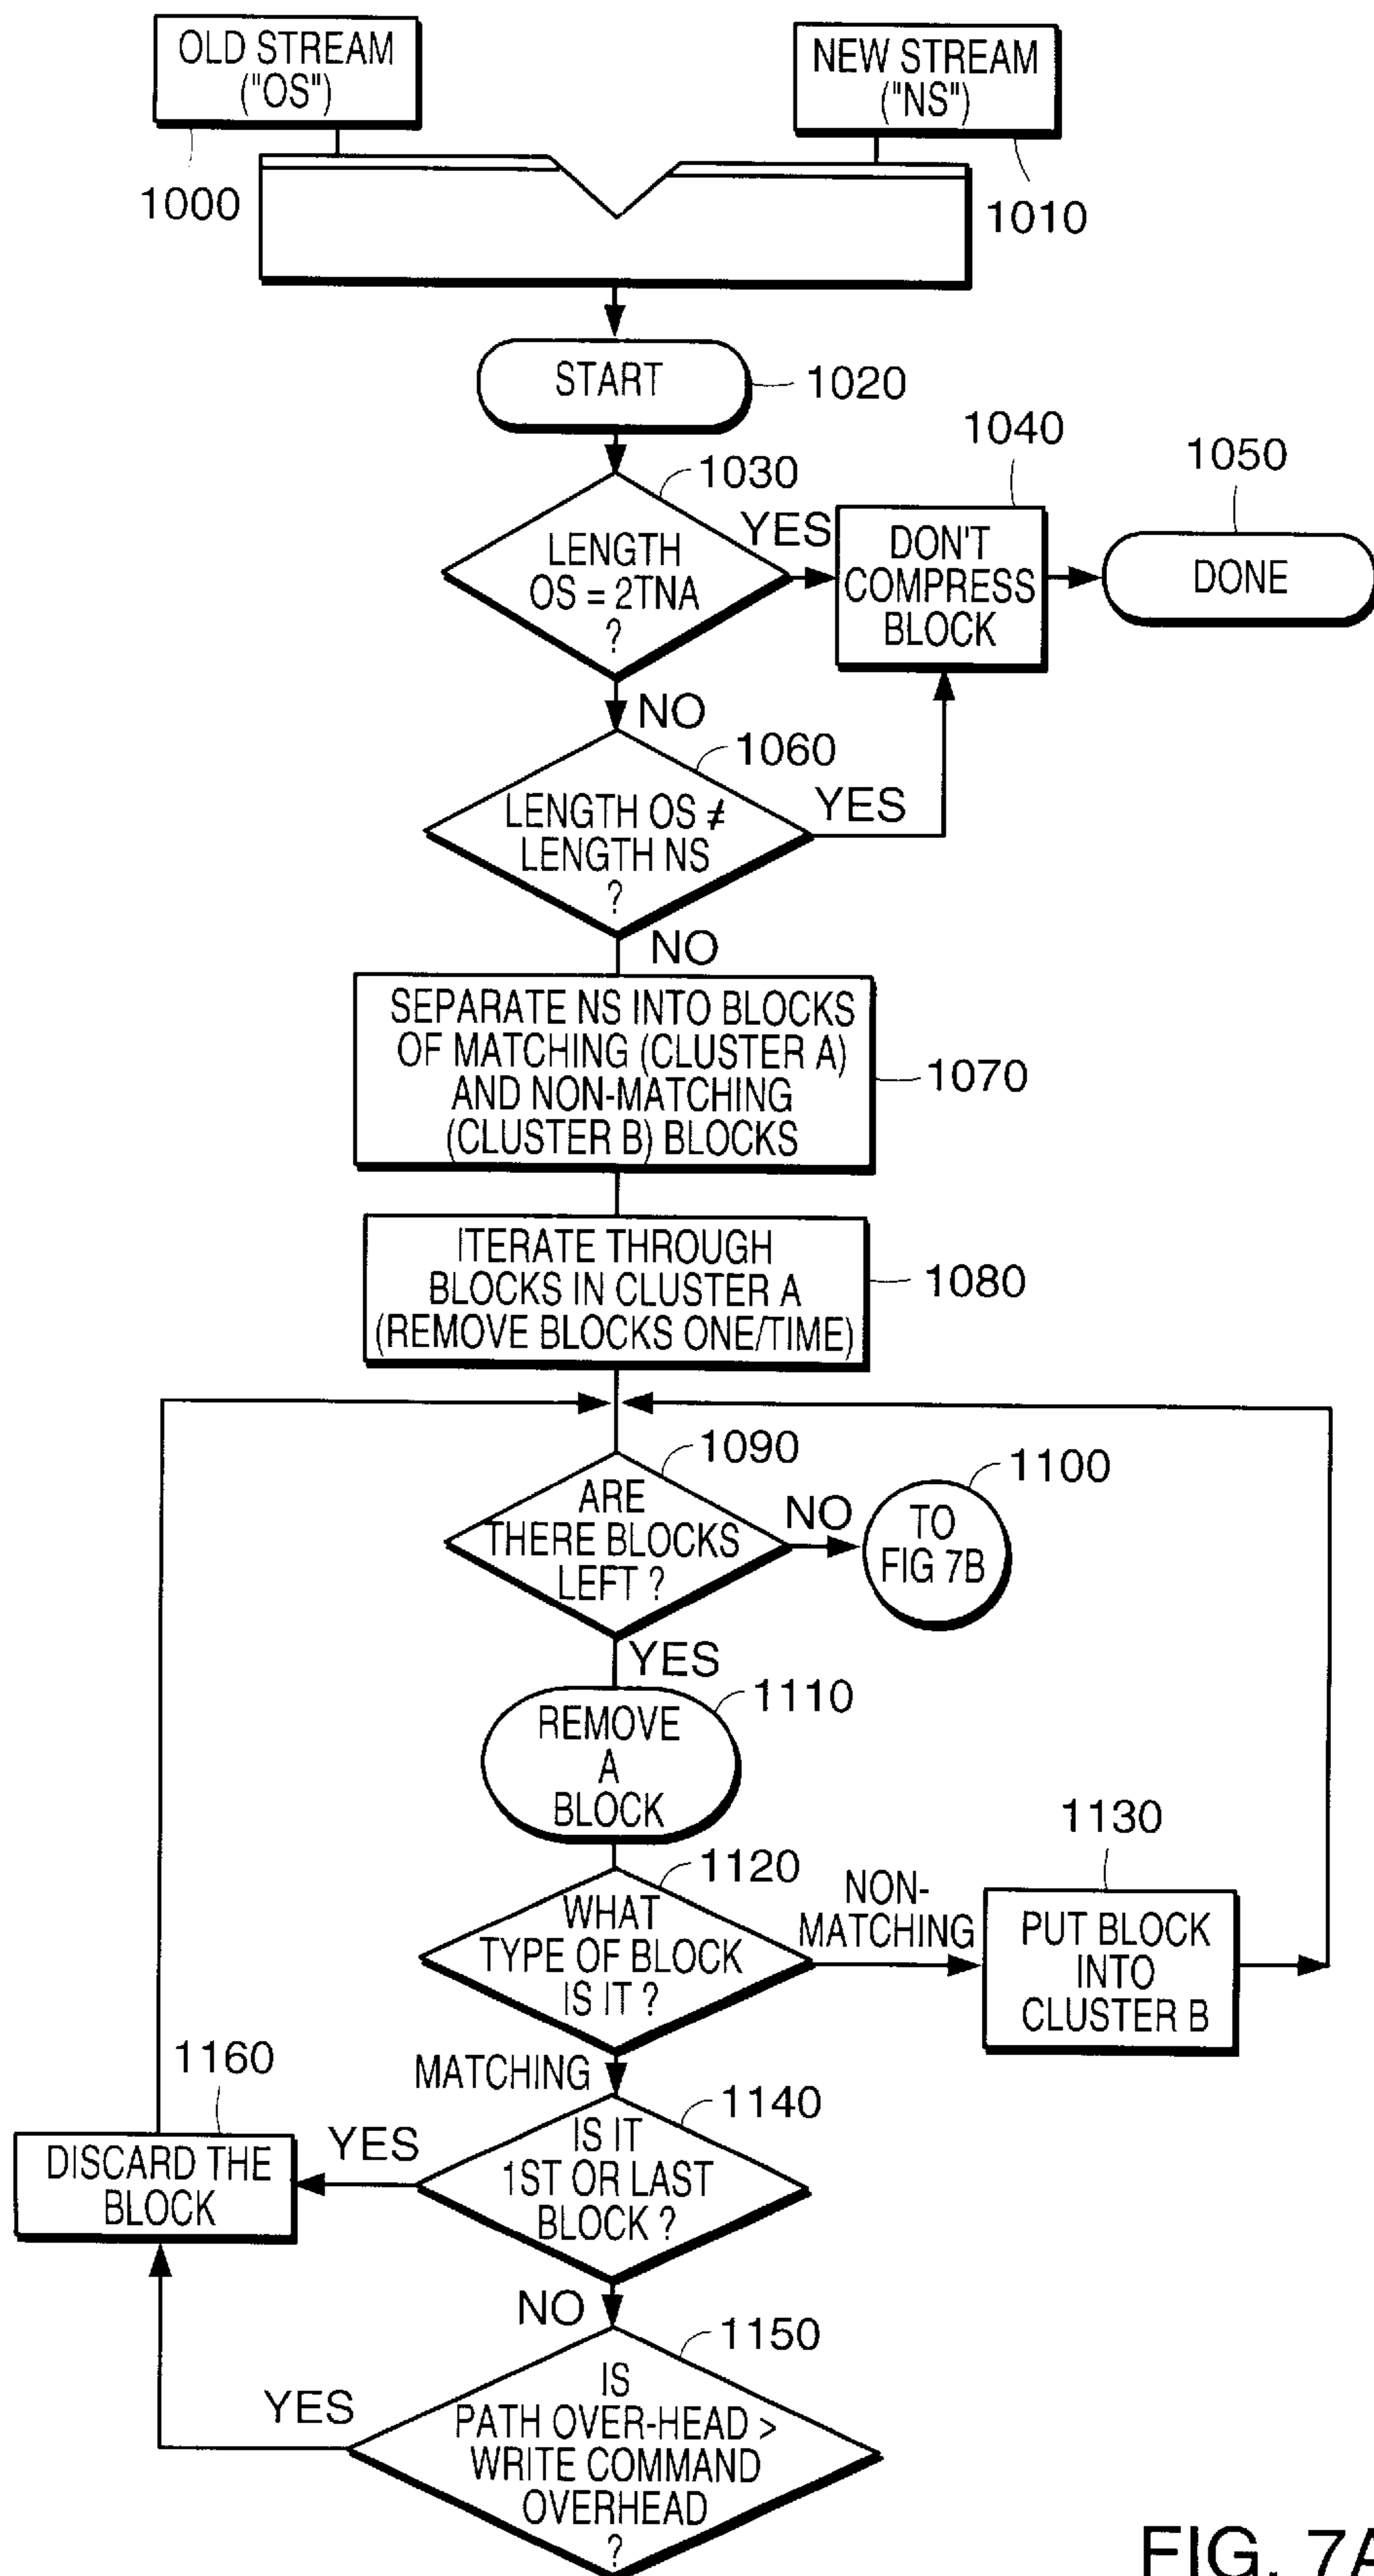 OLD STREAM
("OS")
NEW STREAM
("NS")
1000
1010
START
1020
1030
LENGTH
OS = 2TNA
?
YES
1040
DON'T
COMPRESS
BLOCK
1050
DONE
NO
1060
LENGTH OS ≠
LENGTH NS
?
YES
NO
SEPARATE NS INTO BLOCKS
OF MATCHING (CLUSTER A)
AND NON-MATCHING
(CLUSTER B) BLOCKS
1070
ITERATE THROUGH
BLOCKS IN CLUSTER A
(REMOVE BLOCKS ONE/TIME)
1080
1090
ARE
THERE BLOCKS
LEFT ?
NO
1100
TO
FIG 7B
YES
1110
REMOVE
A
BLOCK
1120
WHAT
TYPE OF BLOCK
IS IT ?
NON-
MATCHING
1130
PUT BLOCK
INTO
CLUSTER B
MATCHING
1140
IS IT
1ST OR LAST
BLOCK ?
YES
1160
DISCARD THE
BLOCK
NO
1150
IS
PATH OVER-HEAD >
WRITE COMMAND
OVERHEAD
?
YES
FIG. 7A